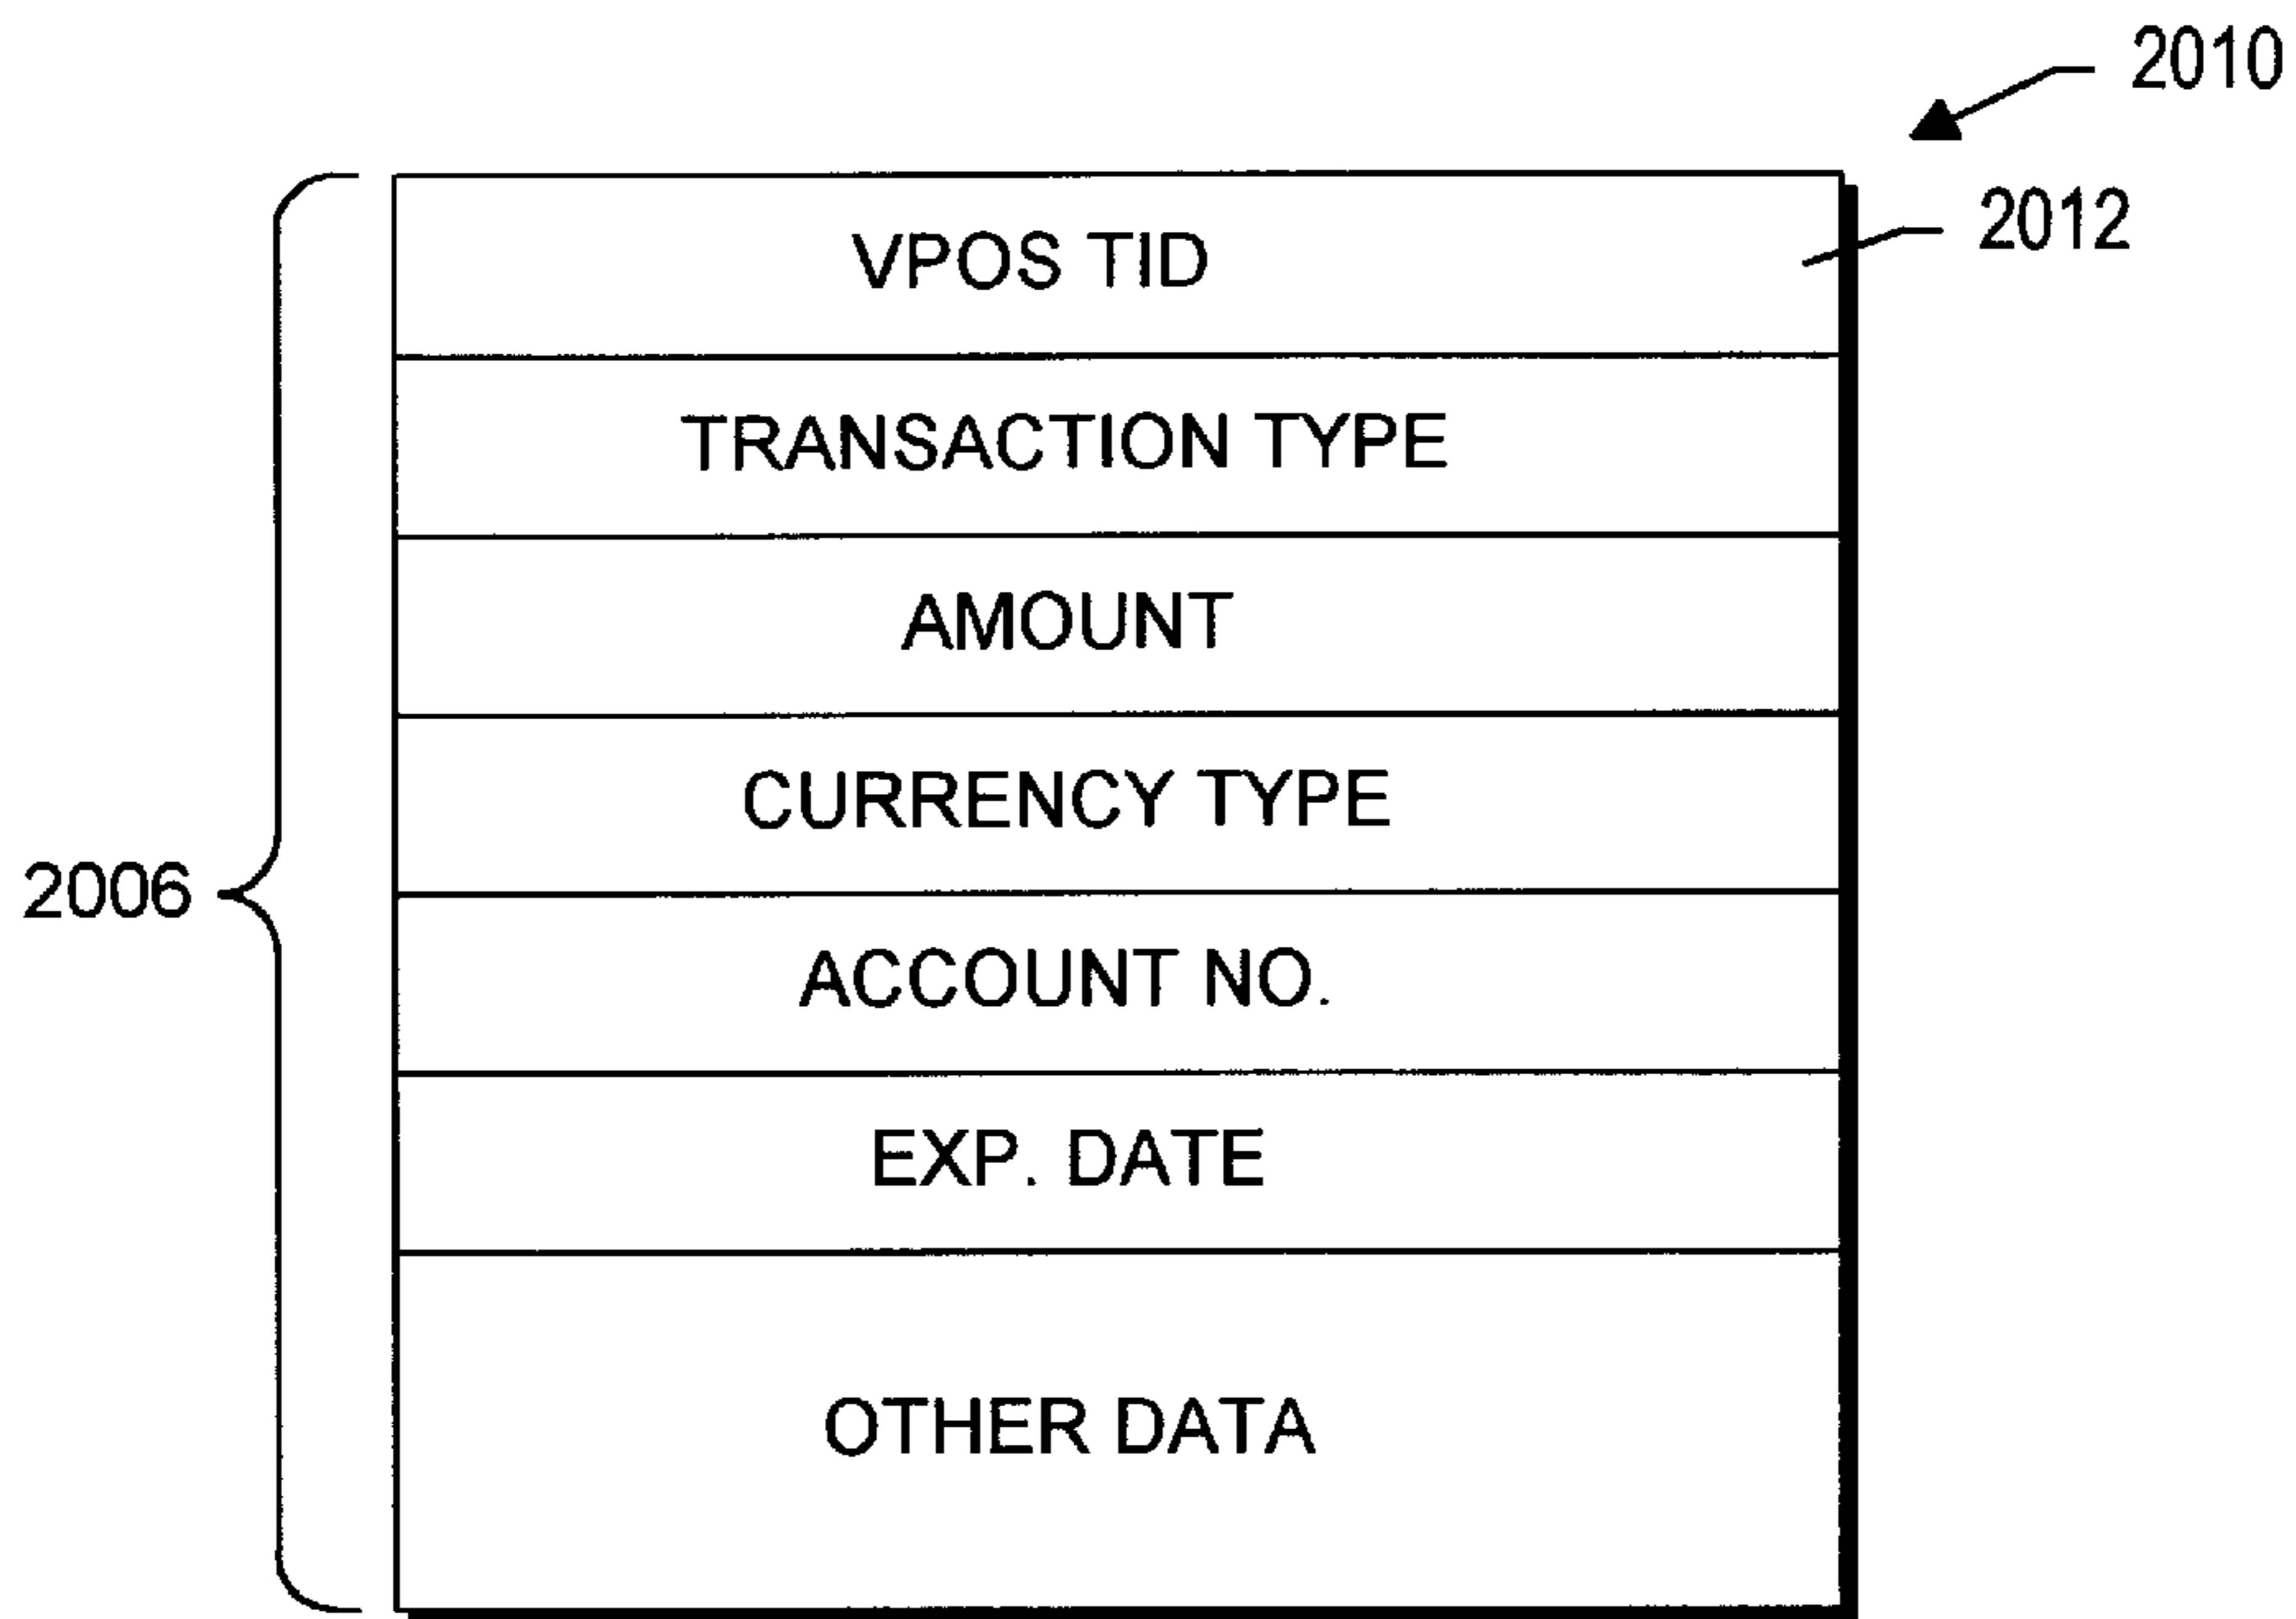 2010
2012
VPOS TID
TRANSACTION TYPE
AMOUNT
CURRENCY TYPE
2006
ACCOUNT NO.
EXP. DATE
OTHER DATA